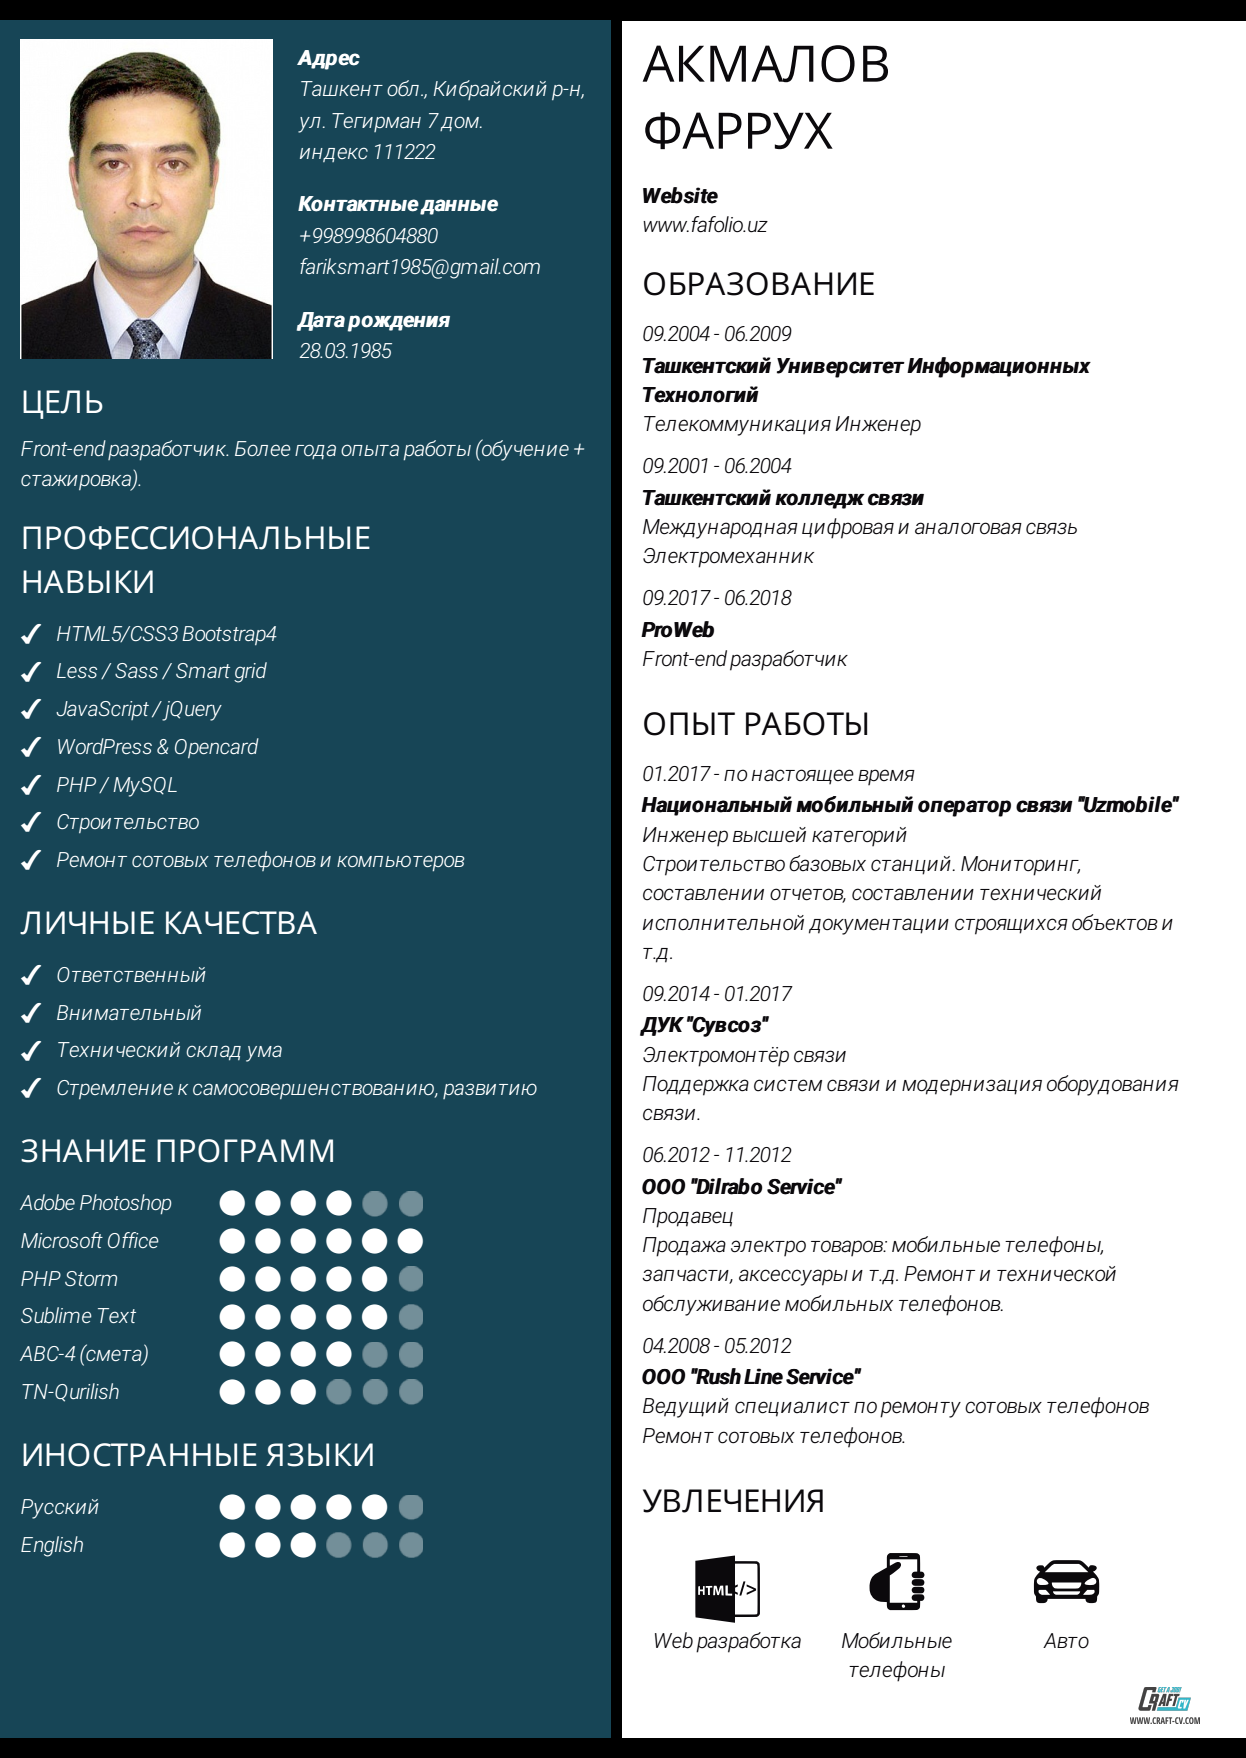 Адрес
Ташкент обл., Кибрайский р-н,
ул. Тегирман 7 дом.
индекс 111222
Контактные данные
+998998604880
fariksmart1985@gmail.com
Дата рождения
28.03.1985
ЦЕЛЬ
Front-end разработчик. Более года опыта работы (обучение +
стажировка).
ПРОФЕССИОНАЛЬНЫЕ
НАВЫКИ
HTML5/CSS3 Bootstrap4
Less / Sass / Smart grid
JavaScript / jQuery
WordPress & Opencard
PHP / MySQL
Строительство
Ремонт сотовых телефонов и компьютеров
ЛИЧНЫЕ КАЧЕСТВА
Ответственный
Внимательный
Технический склад ума
Стремление к самосовершенствованию, развитию
ЗНАНИЕ ПРОГРАММ
Adobe Photoshop
Microsoft Office
PHP Storm
Sublime Text
АВС-4 (смета)
TN-Qurilish
ИНОСТРАННЫЕ ЯЗЫКИ
Русский
English
АКМАЛОВ
ФАРРУХ
Website
www.fafolio.uz
ОБРАЗОВАНИЕ
09.2004 - 06.2009
Ташкентский Университет Информационных
Технологий
Телекоммуникация Инженер
09.2001 - 06.2004
Ташкентский колледж связи
Международная цифровая и аналоговая связь
Электромеханник
09.2017 - 06.2018
ProWeb
Front-end разработчик
ОПЫТ РАБОТЫ
01.2017 - по настоящее время
Национальный мобильный оператор связи "Uzmobile"
Инженер высшей категорий
Строительство базовых станций. Мониторинг,
составлении отчетов, составлении технический
исполнительной документации строящихся объектов и
т.д.
09.2014 - 01.2017
ДУК "Сувсоз"
Электромонтёр связи
Поддержка систем связи и модернизация оборудования
связи.
06.2012 - 11.2012
ООО "Dilrabo Service"
Продавец
Продажа электро товаров: мобильные телефоны,
запчасти, аксессуары и т.д. Ремонт и технической
обслуживание мобильных телефонов.
04.2008 - 05.2012
ООО "Rush Line Service"
Ведущий специалист по ремонту сотовых телефонов
Ремонт сотовых телефонов.
УВЛЕЧЕНИЯ
HTML </>
Web разработка
Мобильные
телефоны
Авто
GET A JOB!
CRAFT CV
WWW.CRAFT-CV.COM